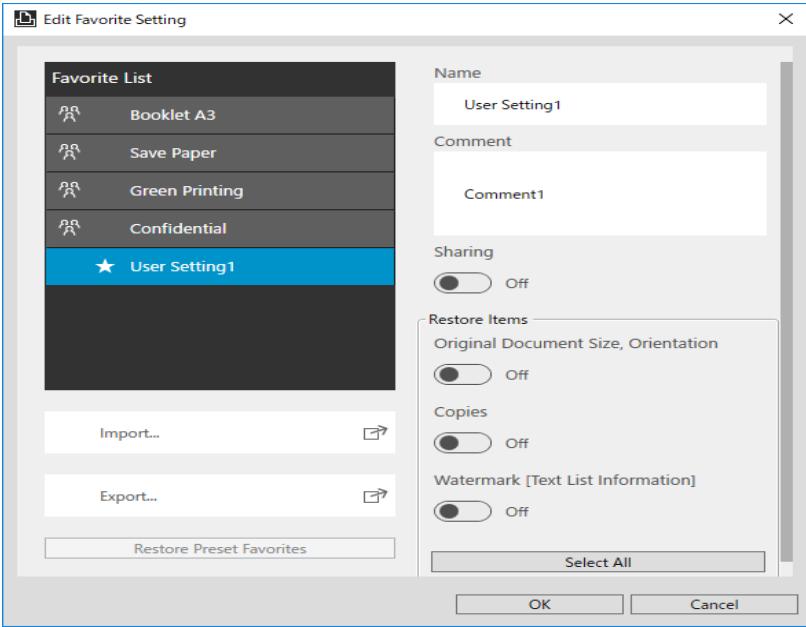 Edit Favorite Setting
Favorite List
Booklet A3
Save Paper
Green Printing
Confidential
User Setting1
Import...
Export...
Restore Preset Favorites
Name
User Setting1
Comment
Comment1
Sharing
Off
Restore Items
Original Document Size, Orientation
Off
Copies
Off
Watermark [Text List Information]
Off
Select All
OK
Cancel